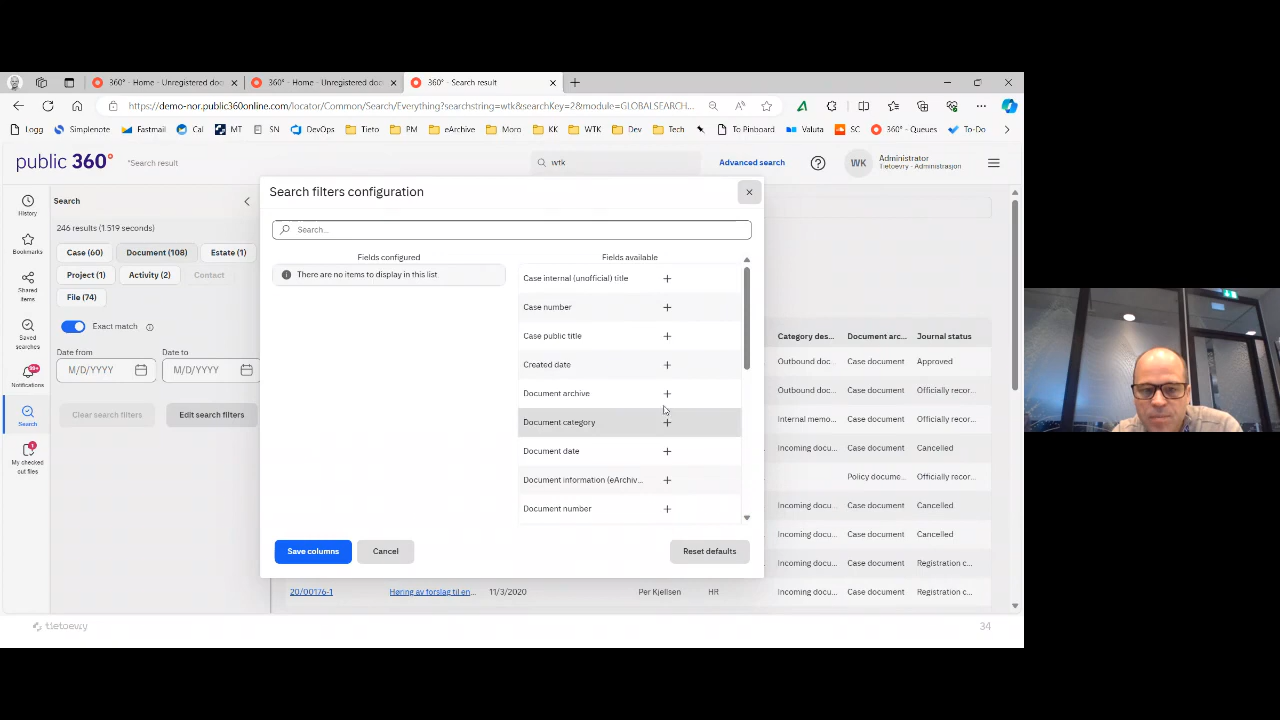 360° - Home - Unregistered doc
360° - Home - Unregistered doc
360° - Search result
https://demo-nor.public360online.com/locator/Common/Search/Everything?searchstring=wtk&searchKey=2&module=GLOBALSEARCH...
Logg
Simplenote
Fastmail
Cal
MT
SN
DevOps
Tieto
PM
eArchive
Moro
KK
WTK
Dev
Tech
To Pinboard
Valuta
SC
360° - Queues
To-Do
public 360°
*Search result
wtk
Advanced search
WK
Administrator
Tietoevry - Administrasjon
History
Bookmarks
Shared items
Saved searches
99+
Notifications
Search
1
My checked out files
Search
246 results (1.519 seconds)
Case (60)
Document (108)
Estate (1)
Project (1)
Activity (2)
Contact
File (74)
Exact match
Date from
Date to
M/D/YYYY
M/D/YYYY
Clear search filters
Edit search filters
Search filters configuration
Search...
Fields configured
Fields available
There are no items to display in this list
Case internal (unofficial) title
Case number
Case public title
Created date
Document archive
Document category
Document date
Document information (eArchiv...
Document number
Save columns
Cancel
Reset defaults
Category des...
Document arc...
Journal status
Outbound doc...
Case document
Approved
Outbound doc...
Case document
Officially recor...
Internal memo...
Case document
Officially recor...
Incoming docu...
Case document
Cancelled
Policy docume...
Officially recor...
Incoming docu...
Case document
Cancelled
Incoming docu...
Case document
Cancelled
Incoming docu...
Case document
Registration c...
20/00176-1
Høring av forslag til en...
11/3/2020
Per Kjellsen
HR
Incoming docu...
Case document
Registration c...
tietoevry
34